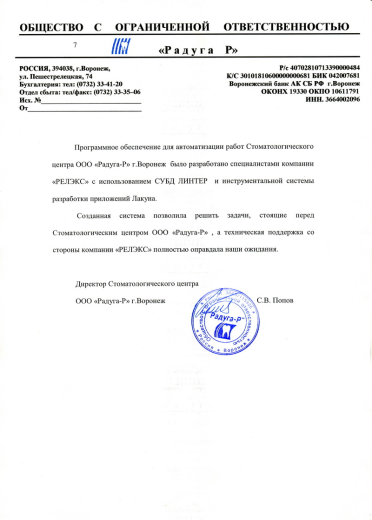 ОБЩЕСТВО С ОГРАНИЧЕННОЙ ОТВЕТСТВЕННОСТЬЮ
7
«Радуга Р»
РОССИЯ, 394038, г.Воронеж,
ул. Пешестрелецкая, 74
Бухгалтерия: тел: (0732) 33-41-20
Отдел сбыта: тел/факс: (0732) 33-35-06
Исх. №
От
Р/с 40702810713390000484
К/С 30101810600000000681 БИК 042007681
Воронежский банк АК СБ РФ г.Воронеж
ОКОНХ 19330 ОКПО 10611791
ИНН. 3664002096
Программное обеспечение для автоматизации работ Стоматологического
центра ООО «Радуга-Р» г.Воронеж было разработано специалистами компании
«РЕЛЭКС» с использованием СУБД ЛИНТЕР и инструментальной системы
разработки приложений Лакуна.
Созданная система позволила решить задачи, стоящие перед
Стоматологическим центром ООО «Радуга-Р» , а техническая поддержка со
стороны компании «РЕЛЭКС» полностью оправдала наши ожидания.
Директор Стоматологического центра
ООО «Радуга-Р» г.Воронеж
С.В. Попов
"Радуга-Р"